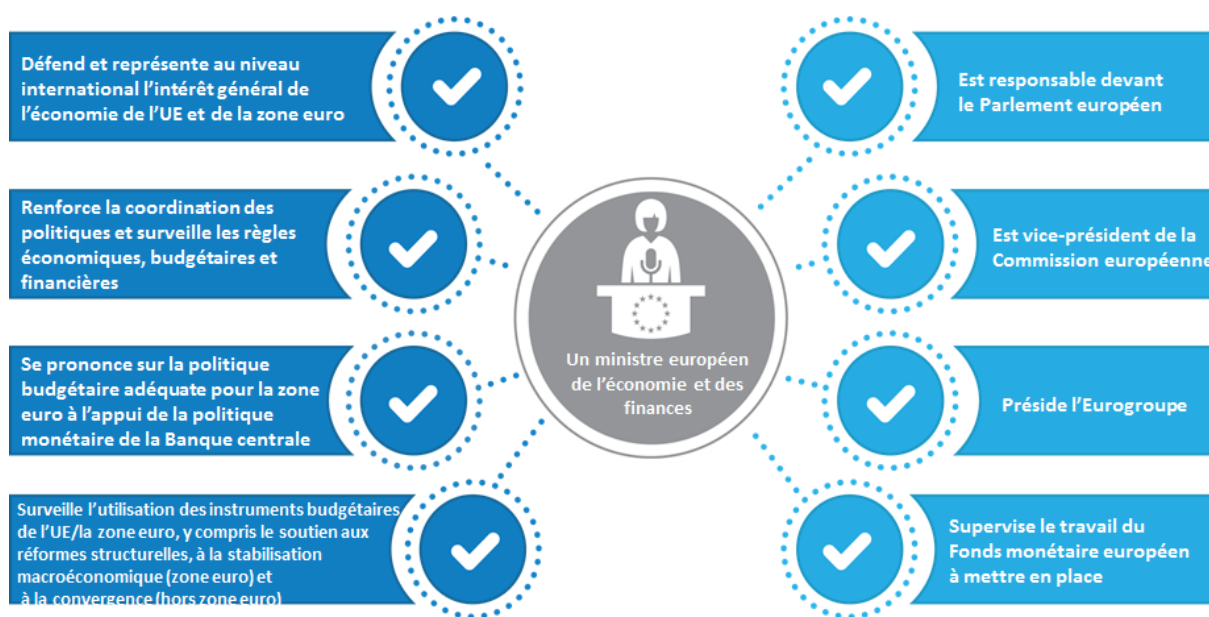 Défend et représente au niveau
international l’intérêt général de
l’économie de l’UE et de la zone euro
Renforce la coordination des
politiques et surveille les règles
économiques, budgétaires et
financières
Se prononce sur la politique
budgétaire adéquate pour la zone
euro à l’appui de la politique
monétaire de la Banque centrale
Surveille l’utilisation des instruments budgétaires
de l’UE/la zone euro, y compris le soutien aux
réformes structurelles, à la stabilisation
macroéconomique (zone euro) et
à la convergence (hors zone euro)
Un ministre européen
de l’économie et des
finances
Est responsable devant
le Parlement européen
Est vice-président de la
Commission européenne
Préside l’Eurogroupe
Supervise le travail du
Fonds monétaire européen
à mettre en place